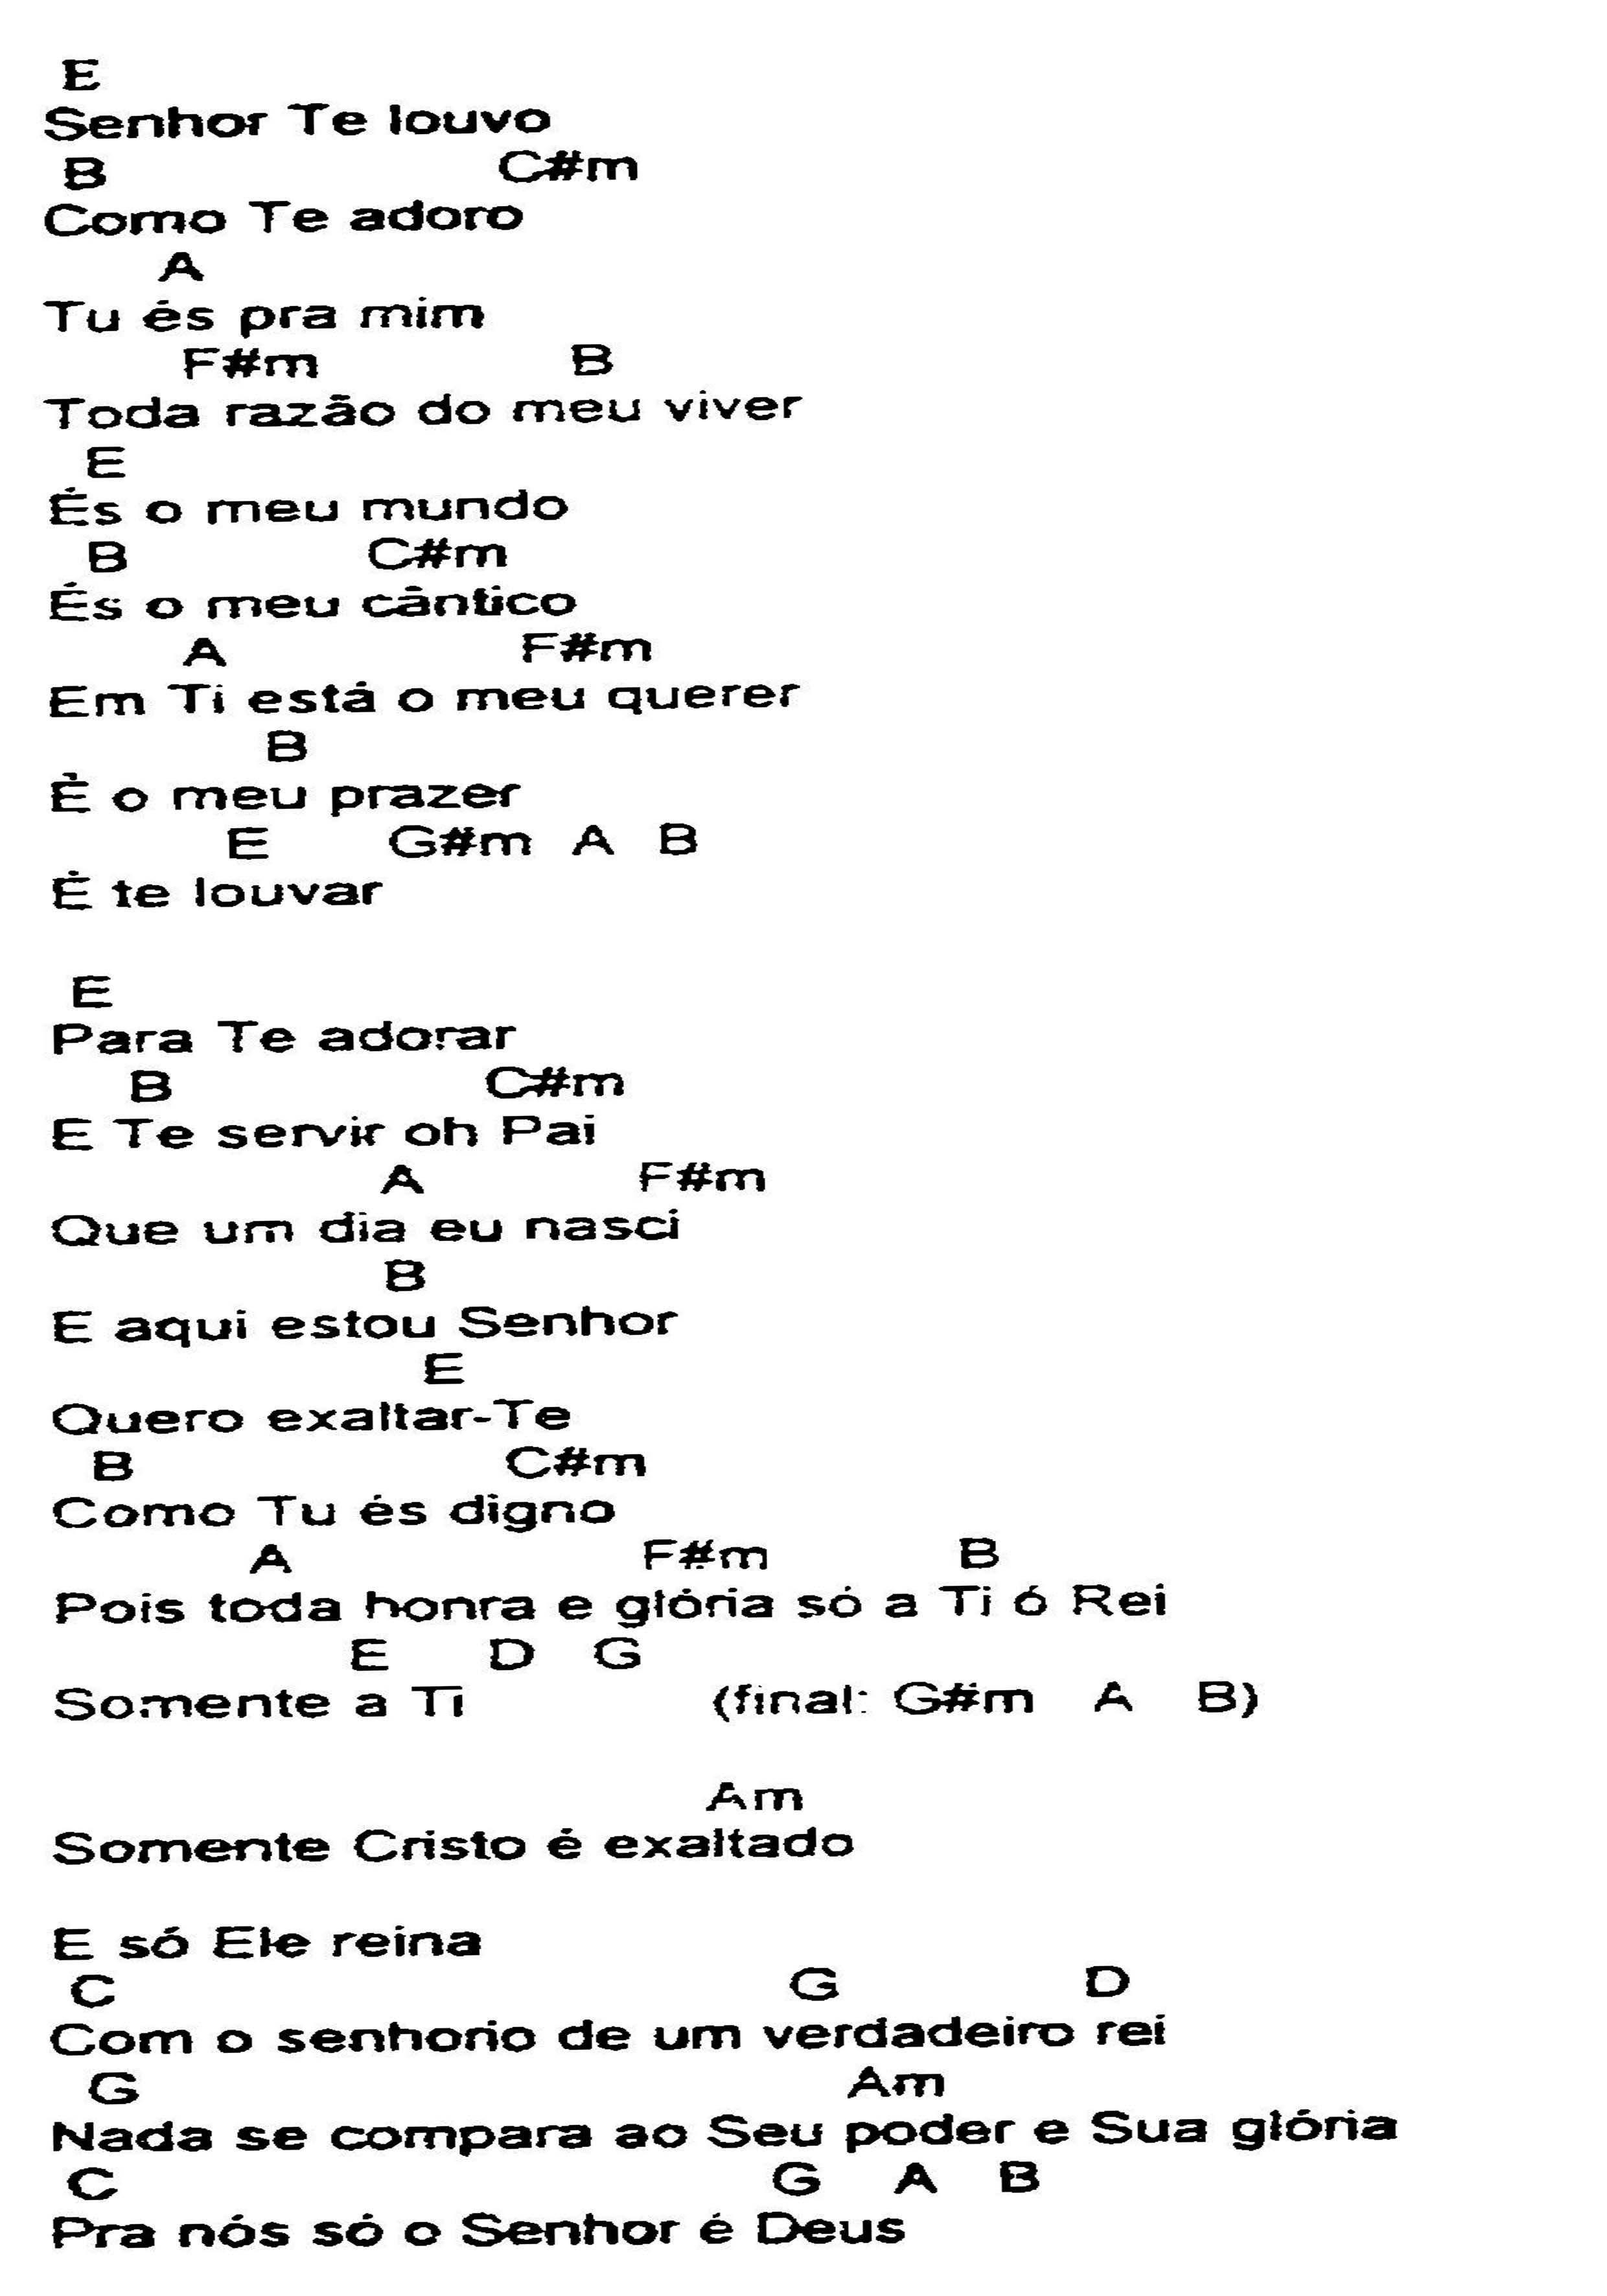 E
Senhor Te louvo
B C#m
Como Te adoro
A
Tu és pra mim
F#m B
Toda razão do meu viver
E
És o meu mundo
B C#m
És o meu cântico
A F#m
Em Ti está o meu querer
B
É o meu prazer
E G#m A B
É te louvar
E
Para Te adorar
B C#m
E Te servir oh Pai
A F#m
Que um dia eu nasci
B
E aqui estou Senhor
E
Quero exaltar-Te
B C#m
Como Tu és digno
A F#m B
Pois toda honra e glória só a Ti ó Rei
E D G
Somente a Ti (final: G#m A B)
Am
Somente Cristo é exaltado
E só Ele reina
C G D
Com o senhorio de um verdadeiro rei
G Am
Nada se compara ao Seu poder e Sua glória
C G A B
Pra nós só o Senhor é Deus